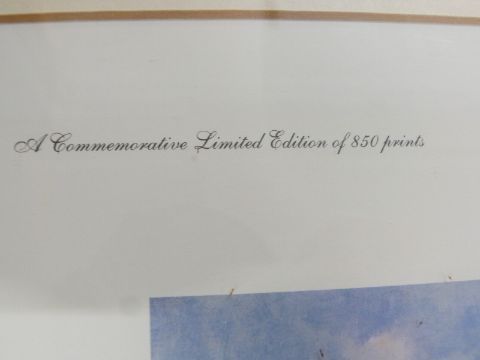 A Commemorative Limited Edition of 850 prints